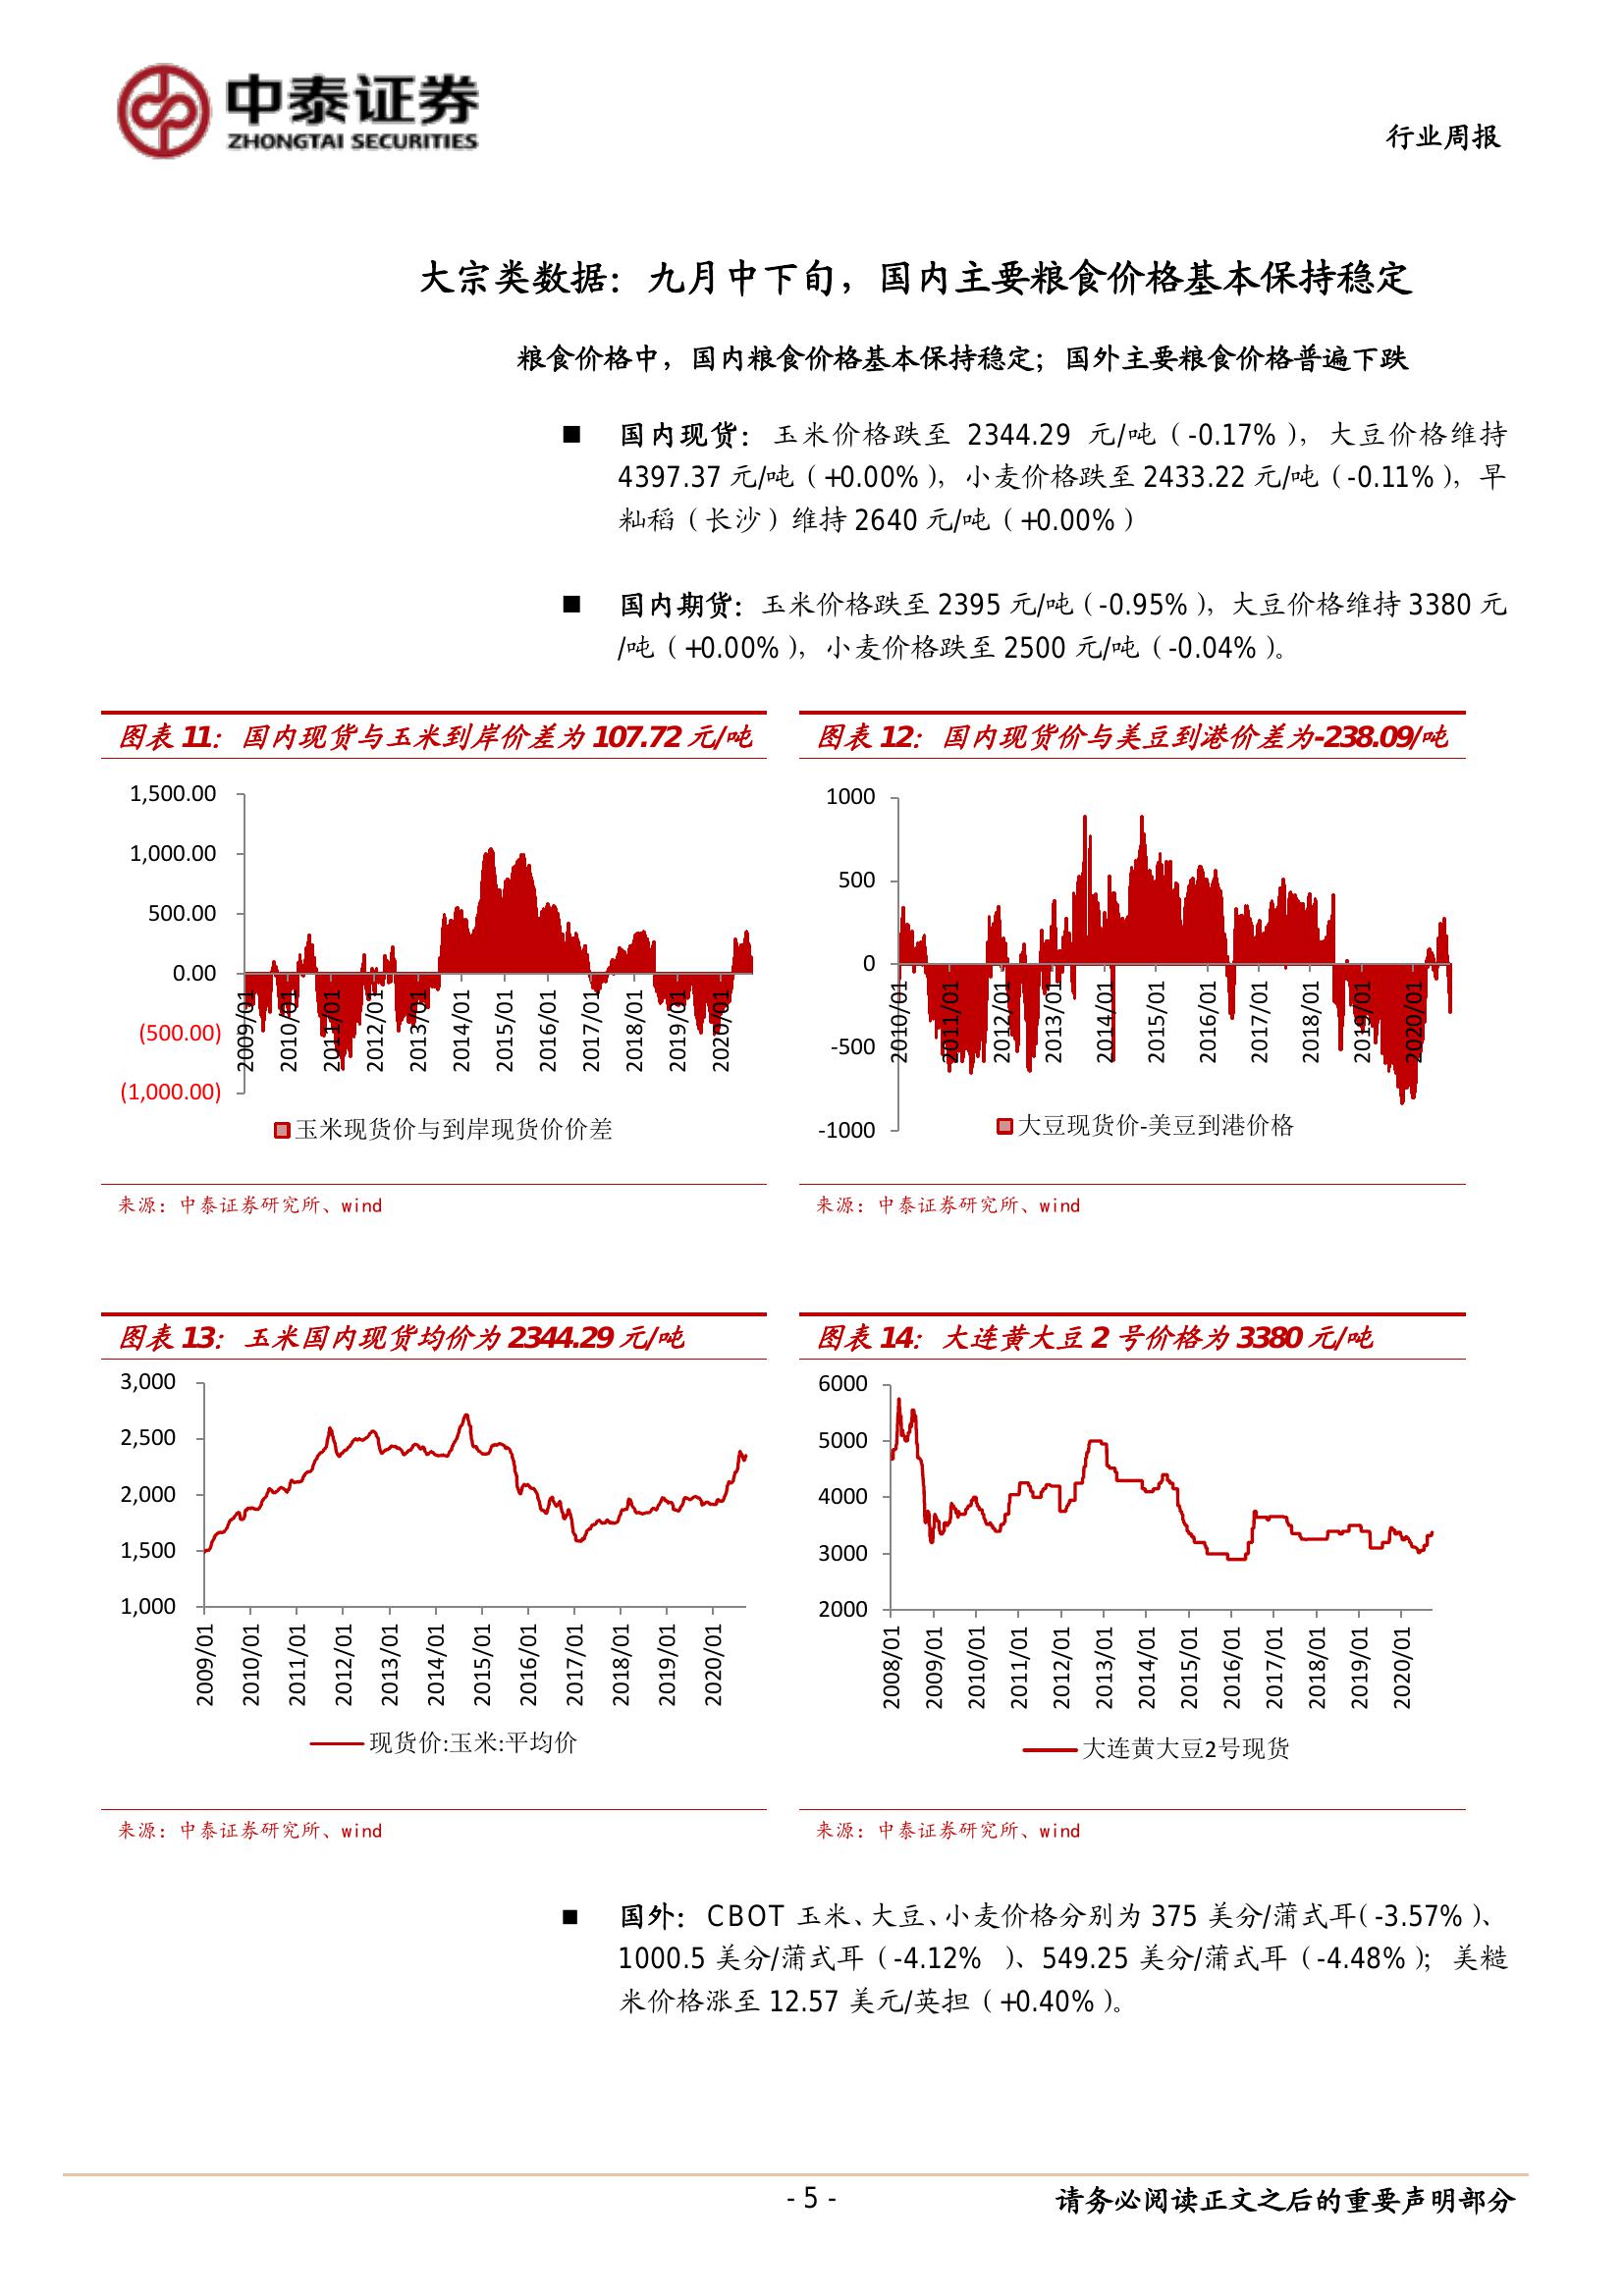 中泰证券
ZHONGTAI SECURITIES
行业周报
大宗类数据：九月中下旬，国内主要粮食价格基本保持稳定
粮食价格中，国内粮食价格基本保持稳定；国外主要粮食价格普遍下跌
■ 国内现货：玉米价格跌至 2344.29 元/吨（-0.17%），大豆价格维持
4397.37 元/吨（+0.00%），小麦价格跌至 2433.22 元/吨（-0.11%），早
籼稻（长沙）维持 2640 元/吨（+0.00%）
■ 国内期货：玉米价格跌至 2395 元/吨（-0.95%），大豆价格维持 3380 元
/吨（+0.00%），小麦价格跌至 2500 元/吨（-0.04%）。
图表 11：国内现货与玉米到岸价差为 107.72 元/吨
1,500.00
1,000.00
500.00
0.00
(500.00)
(1,000.00)
2009/01
2010/01
2011/01
2012/01
2013/01
2014/01
2015/01
2016/01
2017/01
2018/01
2019/01
2020/01
玉米现货价与到岸现货价价差
来源：中泰证券研究所、wind
图表 12：国内现货价与美豆到港价差为-238.09/吨
1000
500
0
-500
-1000
2010/01
2011/01
2012/01
2013/01
2014/01
2015/01
2016/01
2017/01
2018/01
2019/01
2020/01
大豆现货价-美豆到港价格
来源：中泰证券研究所、wind
图表 13：玉米国内现货均价为 2344.29 元/吨
3,000
2,500
2,000
1,500
1,000
2009/01
2010/01
2011/01
2012/01
2013/01
2014/01
2015/01
2016/01
2017/01
2018/01
2019/01
2020/01
现货价:玉米:平均价
来源：中泰证券研究所、wind
图表 14：大连黄大豆 2 号价格为 3380 元/吨
6000
5000
4000
3000
2000
2008/01
2009/01
2010/01
2011/01
2012/01
2013/01
2014/01
2015/01
2016/01
2017/01
2018/01
2019/01
2020/01
大连黄大豆2号现货
来源：中泰证券研究所、wind
■ 国外：CBOT 玉米、大豆、小麦价格分别为 375 美分/蒲式耳（-3.57%）、
1000.5 美分/蒲式耳（-4.12% ）、549.25 美分/蒲式耳（-4.48%）；美糙
米价格涨至 12.57 美元/英担（+0.40%）。
- 5 -
请务必阅读正文之后的重要声明部分